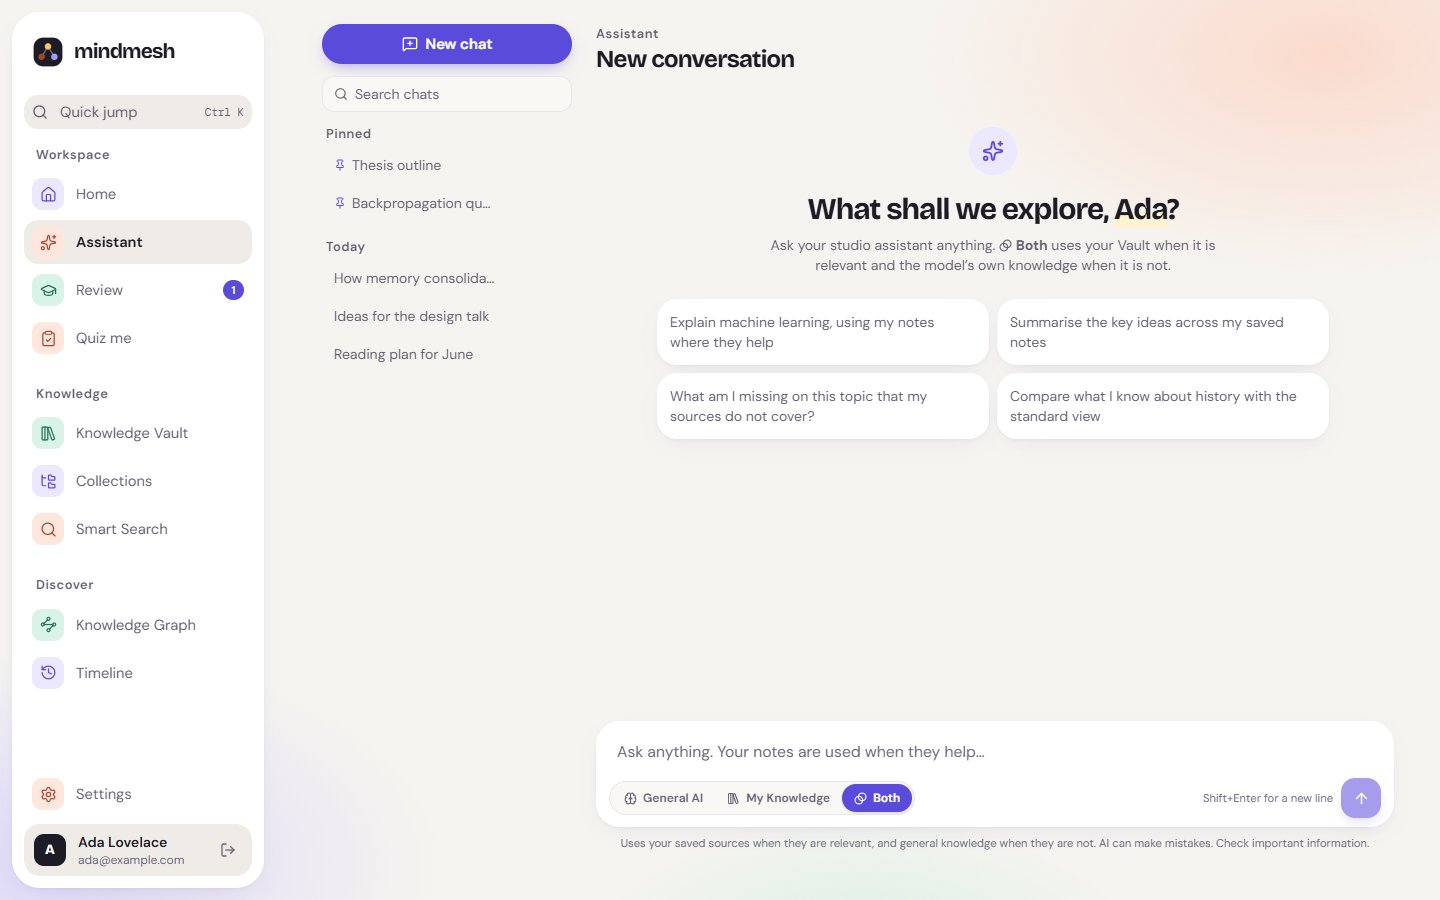 mindmesh
Quick jump Ctrl K
Workspace
Home
Assistant
Review 1
Quiz me
Knowledge
Knowledge Vault
Collections
Smart Search
Discover
Knowledge Graph
Timeline
Settings
A
Ada Lovelace
ada@example.com
New chat
Search chats
Pinned
Thesis outline
Backpropagation qu...
Today
How memory consolida...
Ideas for the design talk
Reading plan for June
Assistant
New conversation
What shall we explore, Ada?
Ask your studio assistant anything. Both uses your Vault when it is
relevant and the model’s own knowledge when it is not.
Explain machine learning, using my notes
where they help
Summarise the key ideas across my saved
notes
What am I missing on this topic that my
sources do not cover?
Compare what I know about history with the
standard view
Ask anything. Your notes are used when they help...
General AI My Knowledge Both
Shift+Enter for a new line
Uses your saved sources when they are relevant, and general knowledge when they are not. AI can make mistakes. Check important information.